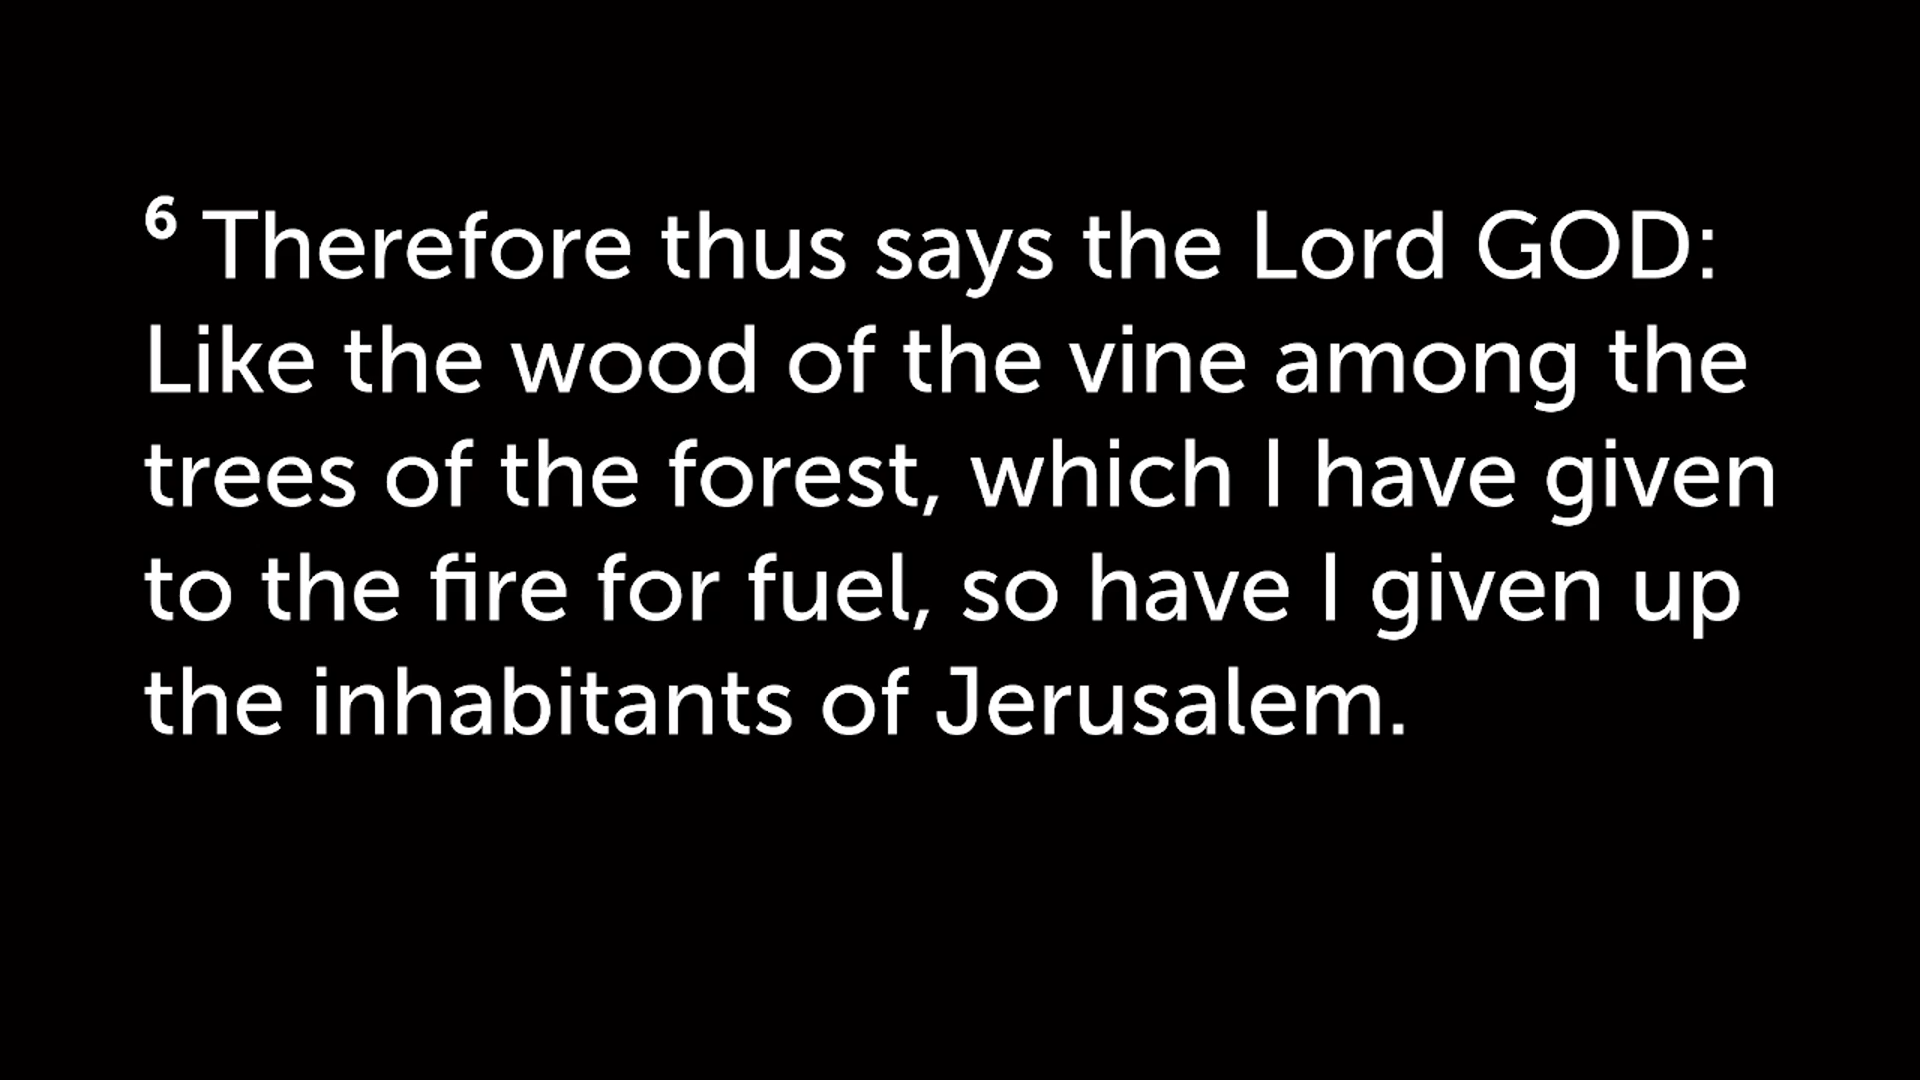 6 Therefore thus says the Lord GOD:
Like the wood of the vine among the
trees of the forest, which I have given
to the fire for fuel, so have I given up
the inhabitants of Jerusalem.